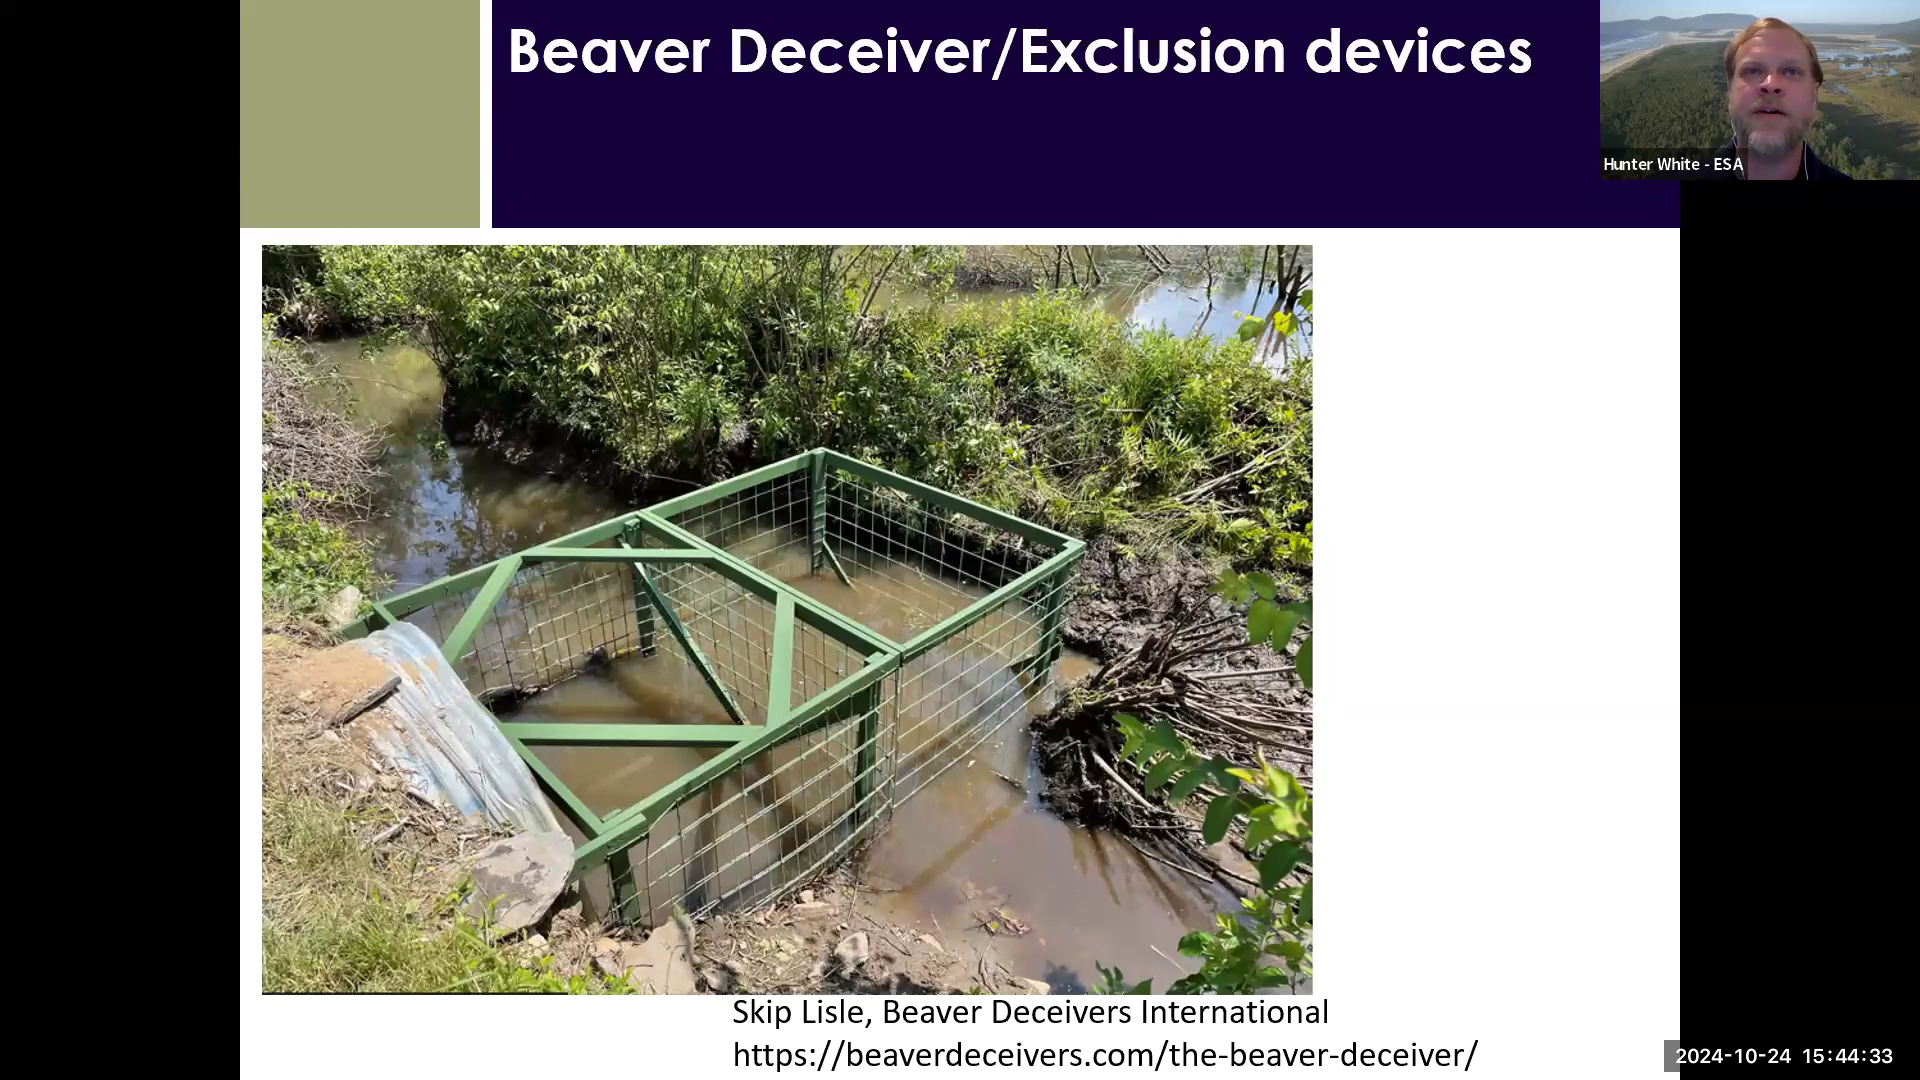 Beaver Deceiver/Exclusion devices
Hunter White - ESA
Skip Lisle, Beaver Deceivers International
https://beaverdeceivers.com/the-beaver-deceiver/
2024-10-24 15:44:33